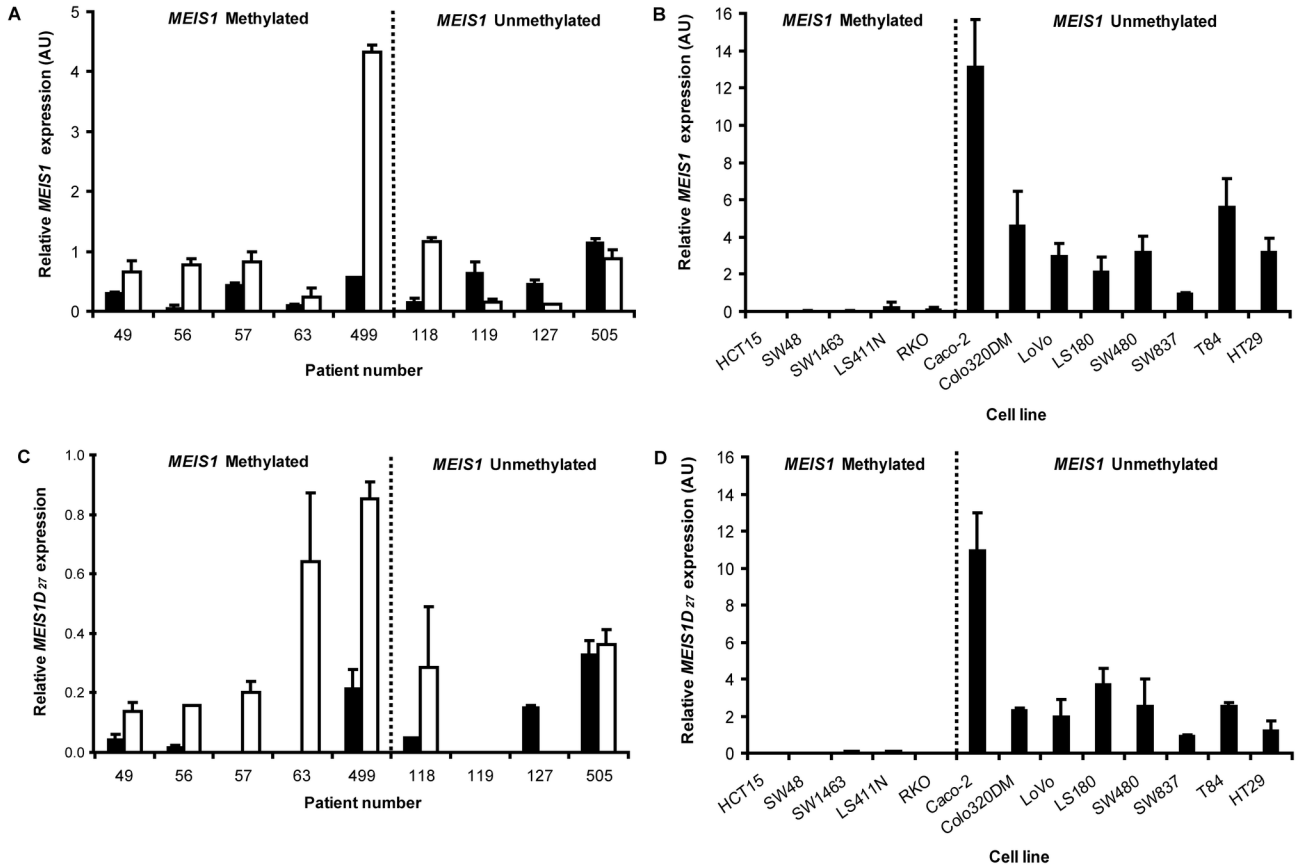 A
MEIS1 Methylated
MEIS1 Unmethylated
Relative MEIS1 expression (AU)
5
4
3
2
1
0
49 56 57 63 499 118 119 127 505
Patient number
B
MEIS1 Methylated
MEIS1 Unmethylated
Relative MEIS1 expression (AU)
16
14
12
10
8
6
4
2
0
HCT15 SW48 SW1463 LS411N RKO Caco-2 Colo320DM LoVo LS180 SW480 SW837 T84 HT29
Cell line
C
MEIS1 Methylated
MEIS1 Unmethylated
Relative MEIS1D27 expression
1.0
0.8
0.6
0.4
0.2
0.0
49 56 57 63 499 118 119 127 505
Patient number
D
MEIS1 Methylated
MEIS1 Unmethylated
Relative MEIS1D27 expression (AU)
16
14
12
10
8
6
4
2
0
HCT15 SW48 SW1463 LS411N RKO Caco-2 Colo320DM LoVo LS180 SW480 SW837 T84 HT29
Cell line